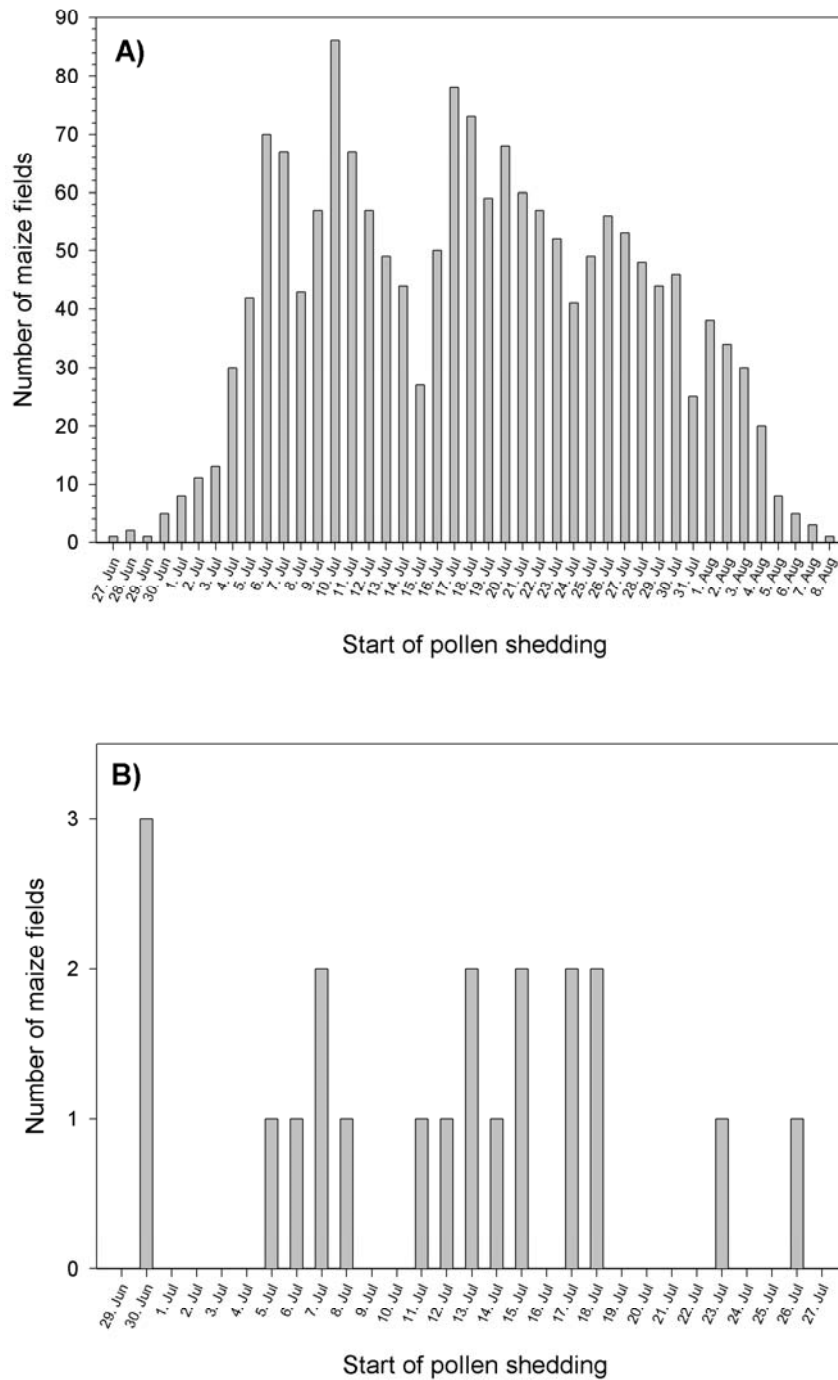 A)
Number of maize fields
90
80
70
60
50
40
30
20
10
0
27. Jun
28. Jun
29. Jun
30. Jun
1. Jul
2. Jul
3. Jul
4. Jul
5. Jul
6. Jul
7. Jul
8. Jul
9. Jul
10. Jul
11. Jul
12. Jul
13. Jul
14. Jul
15. Jul
16. Jul
17. Jul
18. Jul
19. Jul
20. Jul
21. Jul
22. Jul
23. Jul
24. Jul
25. Jul
26. Jul
27. Jul
28. Jul
29. Jul
30. Jul
31. Jul
1. Aug
2. Aug
3. Aug
4. Aug
5. Aug
6. Aug
7. Aug
8. Aug
Start of pollen shedding
B)
Number of maize fields
3
2
1
0
29. Jun
30. Jun
1. Jul
2. Jul
3. Jul
4. Jul
5. Jul
6. Jul
7. Jul
8. Jul
9. Jul
10. Jul
11. Jul
12. Jul
13. Jul
14. Jul
15. Jul
16. Jul
17. Jul
18. Jul
19. Jul
20. Jul
21. Jul
22. Jul
23. Jul
24. Jul
25. Jul
26. Jul
27. Jul
Start of pollen shedding